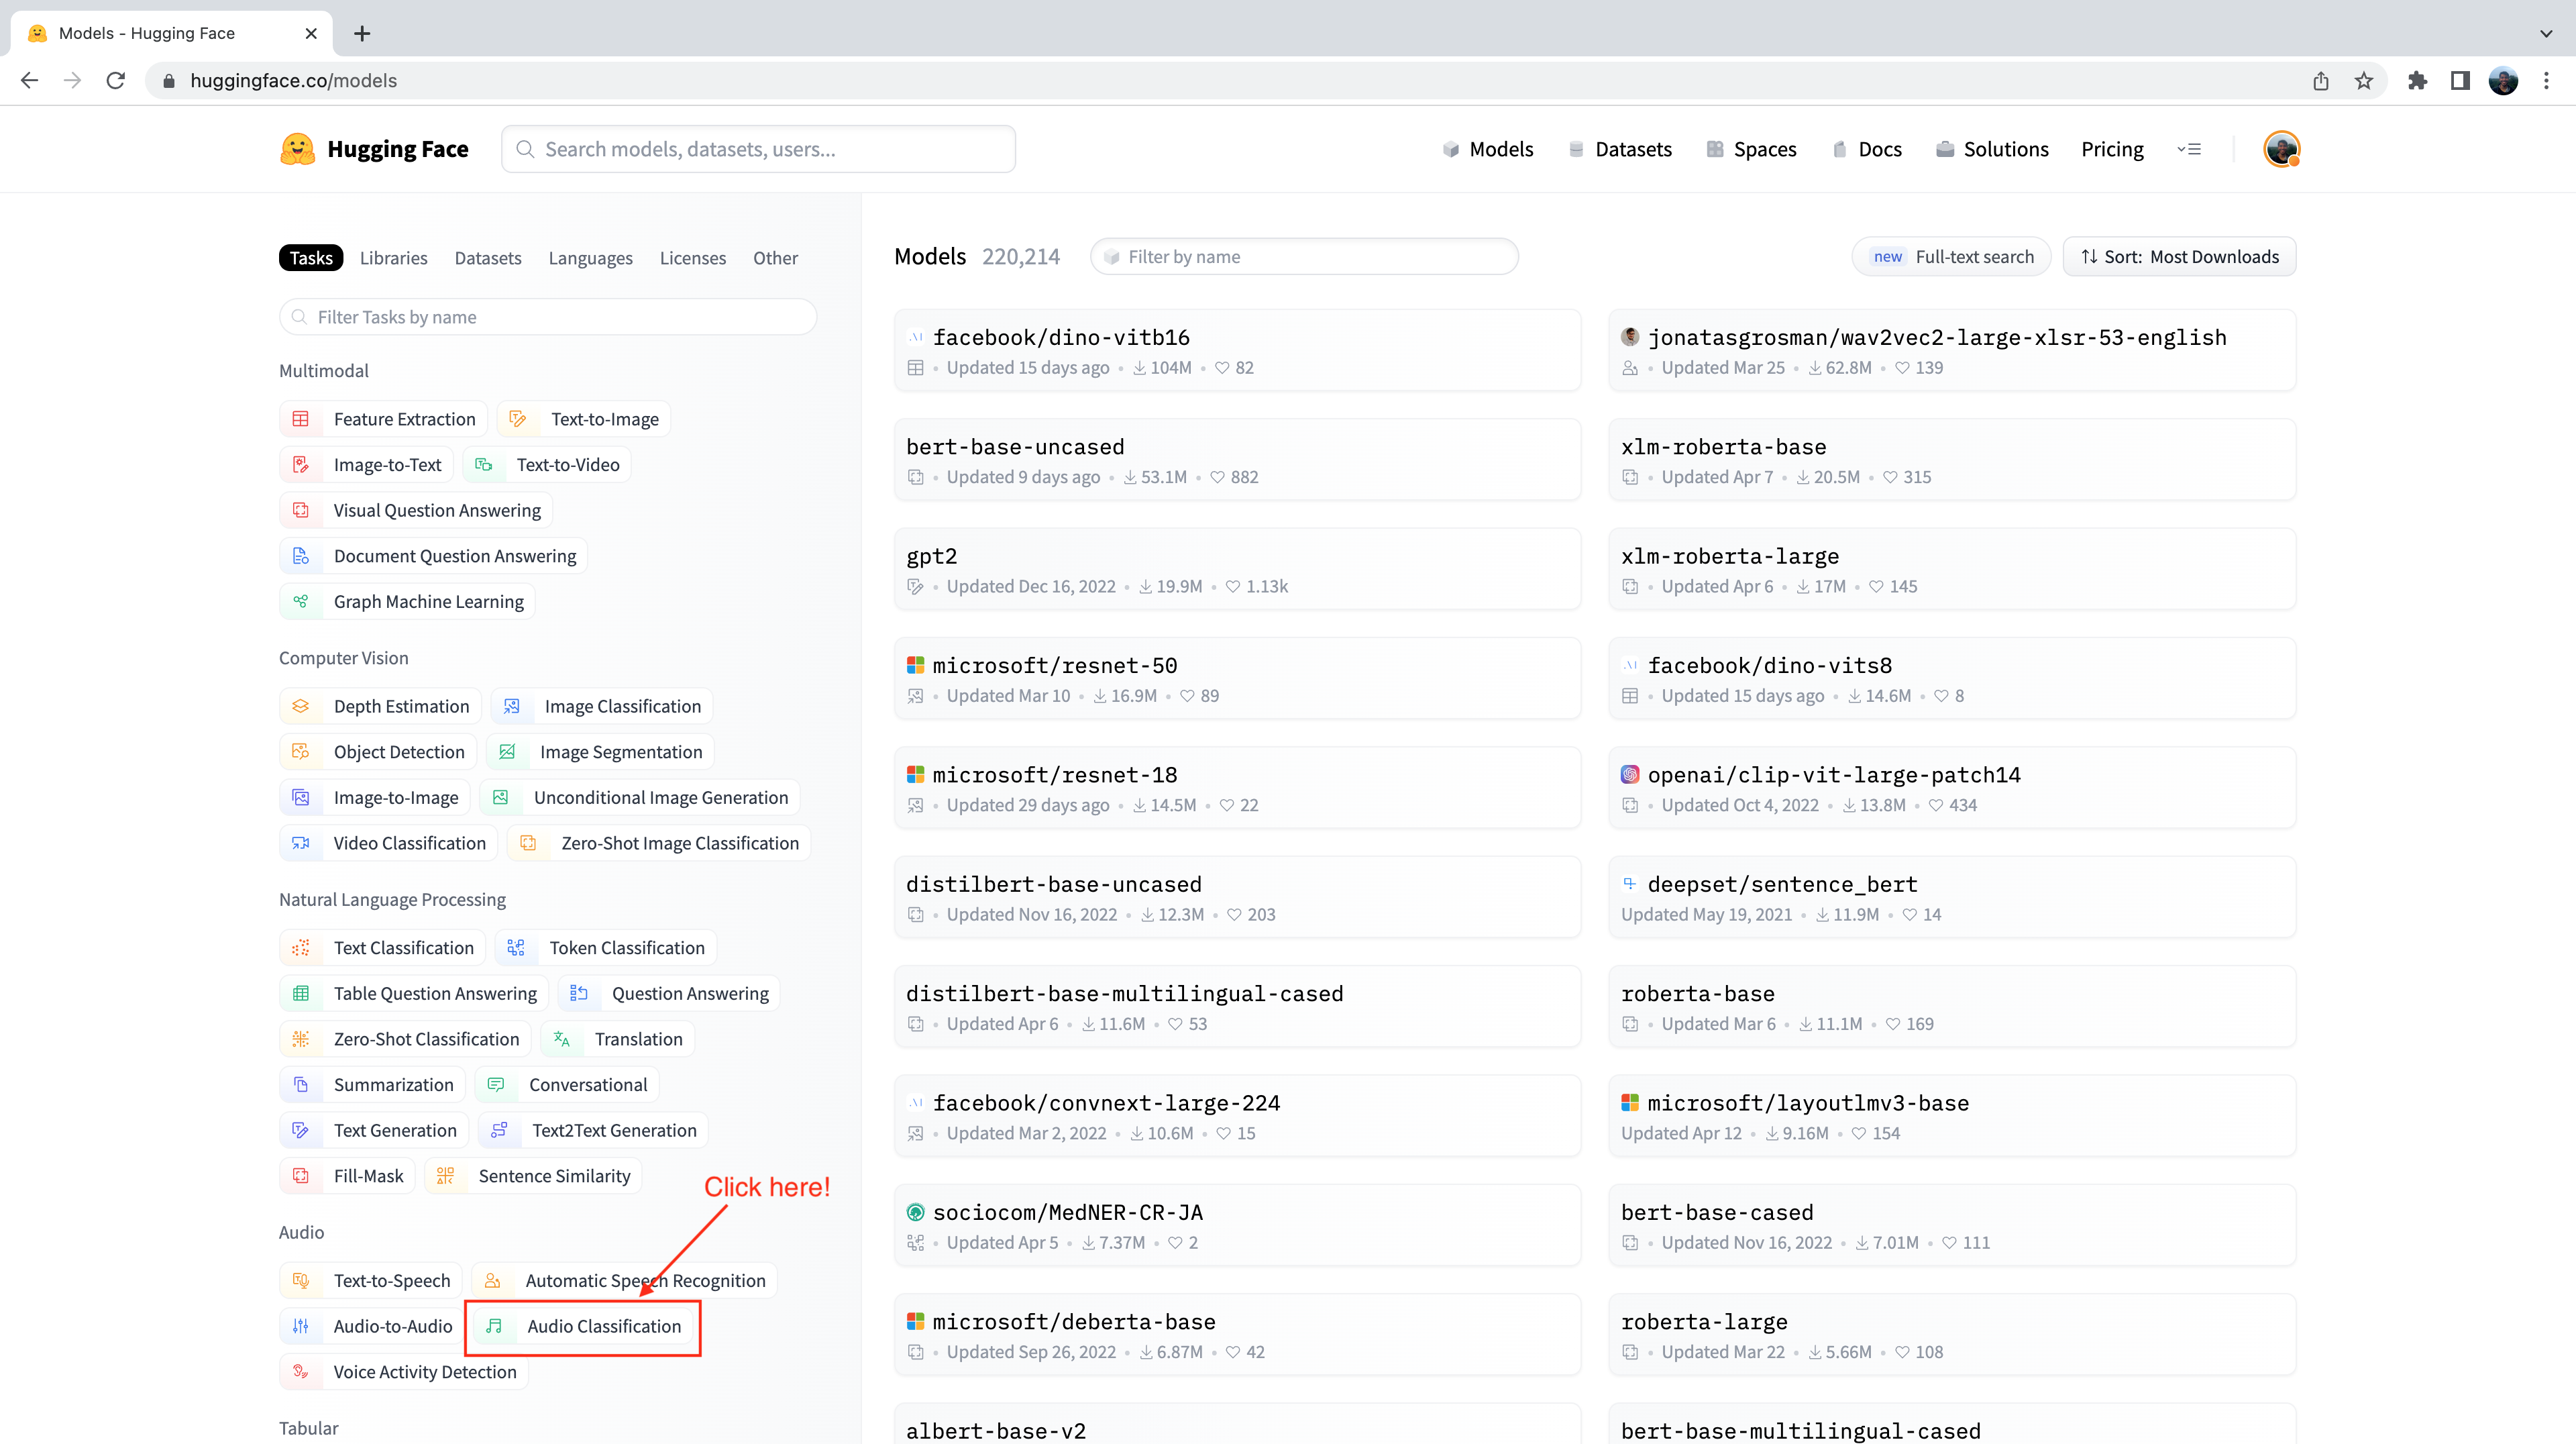 Models - Hugging Face
huggingface.co/models
Hugging Face
Search models, datasets, users...
Models
Datasets
Spaces
Docs
Solutions
Pricing
Tasks Libraries Datasets Languages Licenses Other
Filter Tasks by name
Multimodal
Feature Extraction Text-to-Image
Image-to-Text Text-to-Video
Visual Question Answering
Document Question Answering
Graph Machine Learning
Computer Vision
Depth Estimation Image Classification
Object Detection Image Segmentation
Image-to-Image Unconditional Image Generation
Video Classification Zero-Shot Image Classification
Natural Language Processing
Text Classification Token Classification
Table Question Answering Question Answering
Zero-Shot Classification Translation
Summarization Conversational
Text Generation Text2Text Generation
Fill-Mask Sentence Similarity
Click here!
Audio
Text-to-Speech Automatic Speech Recognition
Audio-to-Audio Audio Classification
Voice Activity Detection
Tabular
Models 220,214
Filter by name
new Full-text search
Sort: Most Downloads
facebook/dino-vitb16
Updated 15 days ago • 104M • 82
jonatasgrosman/wav2vec2-large-xlsr-53-english
Updated Mar 25 • 62.8M • 139
bert-base-uncased
Updated 9 days ago • 53.1M • 882
xlm-roberta-base
Updated Apr 7 • 20.5M • 315
gpt2
Updated Dec 16, 2022 • 19.9M • 1.13k
xlm-roberta-large
Updated Apr 6 • 17M • 145
microsoft/resnet-50
Updated Mar 10 • 16.9M • 89
facebook/dino-vits8
Updated 15 days ago • 14.6M • 8
microsoft/resnet-18
Updated 29 days ago • 14.5M • 22
openai/clip-vit-large-patch14
Updated Oct 4, 2022 • 13.8M • 434
distilbert-base-uncased
Updated Nov 16, 2022 • 12.3M • 203
deepset/sentence_bert
Updated May 19, 2021 • 11.9M • 14
distilbert-base-multilingual-cased
Updated Apr 6 • 11.6M • 53
roberta-base
Updated Mar 6 • 11.1M • 169
facebook/convnext-large-224
Updated Mar 2, 2022 • 10.6M • 15
microsoft/layoutlmv3-base
Updated Apr 12 • 9.16M • 154
sociocom/MedNER-CR-JA
Updated Apr 5 • 7.37M • 2
bert-base-cased
Updated Nov 16, 2022 • 7.01M • 111
microsoft/deberta-base
Updated Sep 26, 2022 • 6.87M • 42
roberta-large
Updated Mar 22 • 5.66M • 108
albert-base-v2
bert-base-multilingual-cased